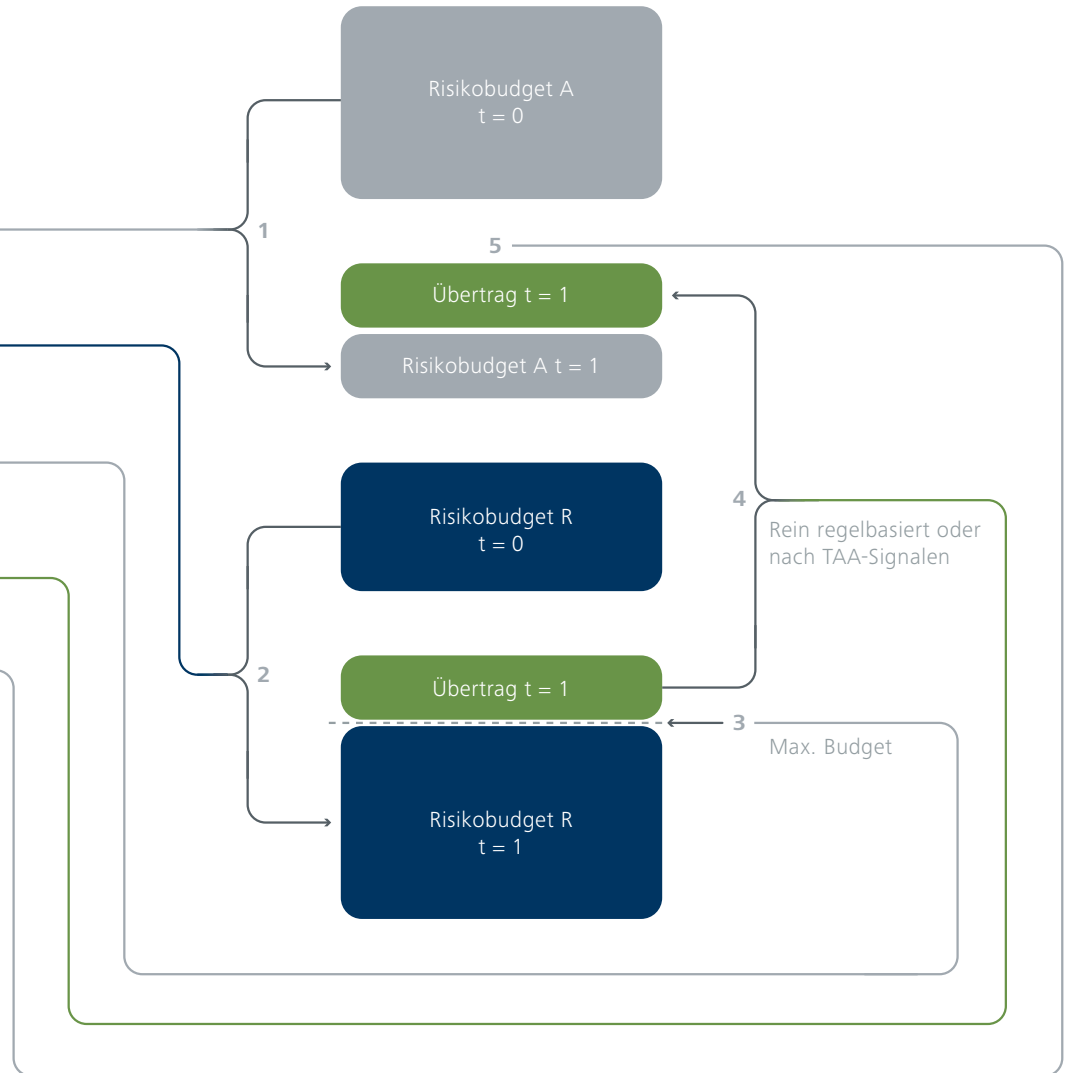 Risikobudget A
t = 0
1
5
Übertrag t = 1
Risikobudget A t = 1
Risikobudget R
t = 0
4
Rein regelbasiert oder
nach TAA-Signalen
2
Übertrag t = 1
3
Max. Budget
Risikobudget R
t = 1